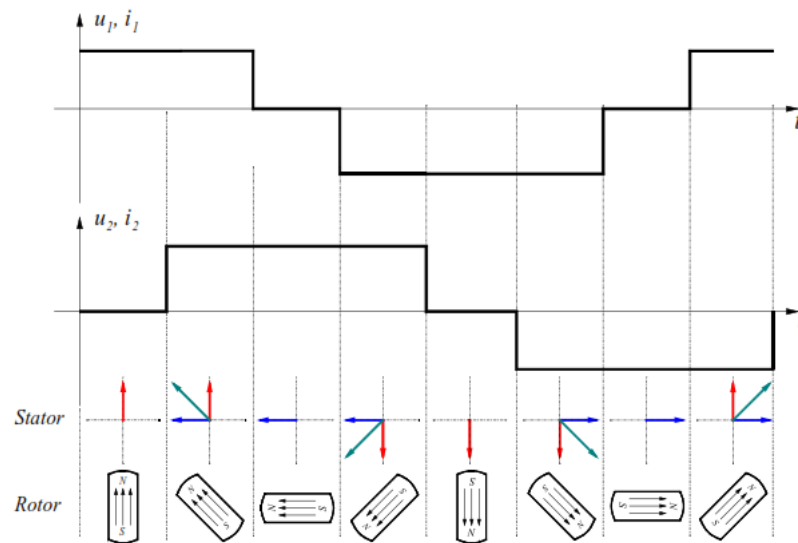 u1, i1
t
u2, i2
Stator
Rotor
N N N S S S S N
S S S N N N N S